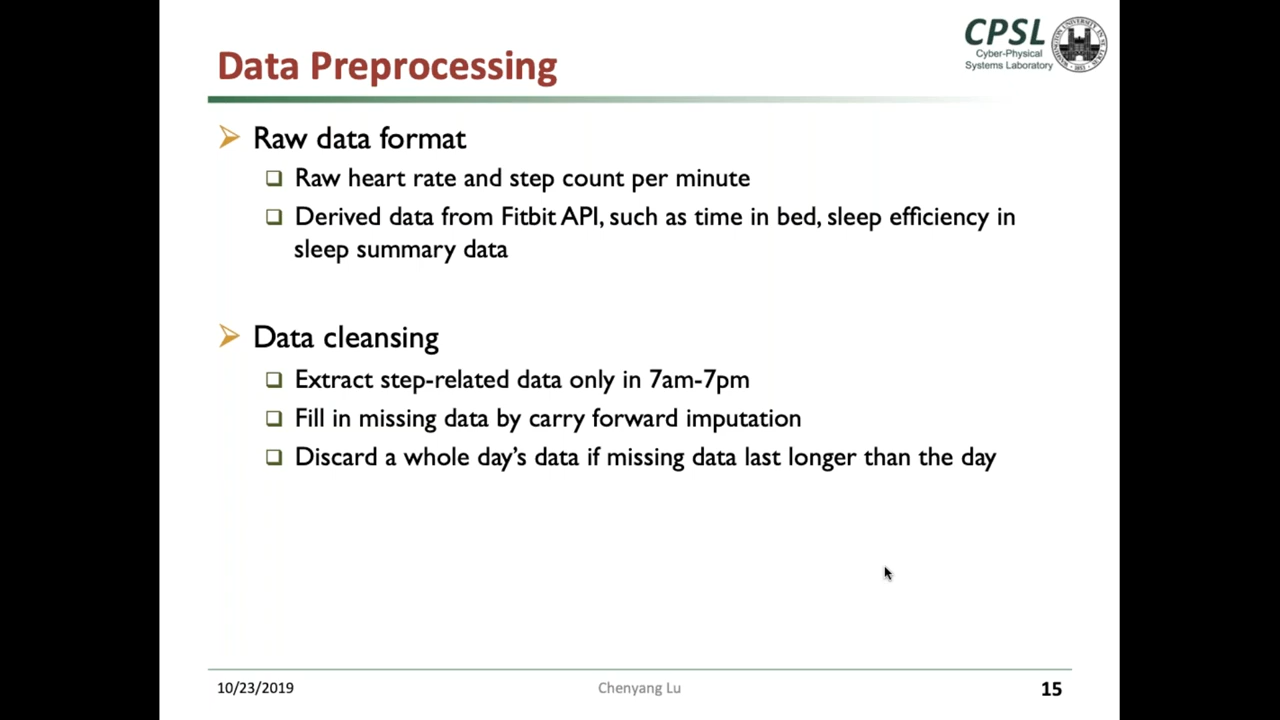 CPSL
Cyber-Physical
Systems Laboratory
Data Preprocessing
Raw data format
Raw heart rate and step count per minute
Derived data from Fitbit API, such as time in bed, sleep efficiency in
sleep summary data
Data cleansing
Extract step-related data only in 7am-7pm
Fill in missing data by carry forward imputation
Discard a whole day's data if missing data last longer than the day
10/23/2019
Chenyang Lu
15